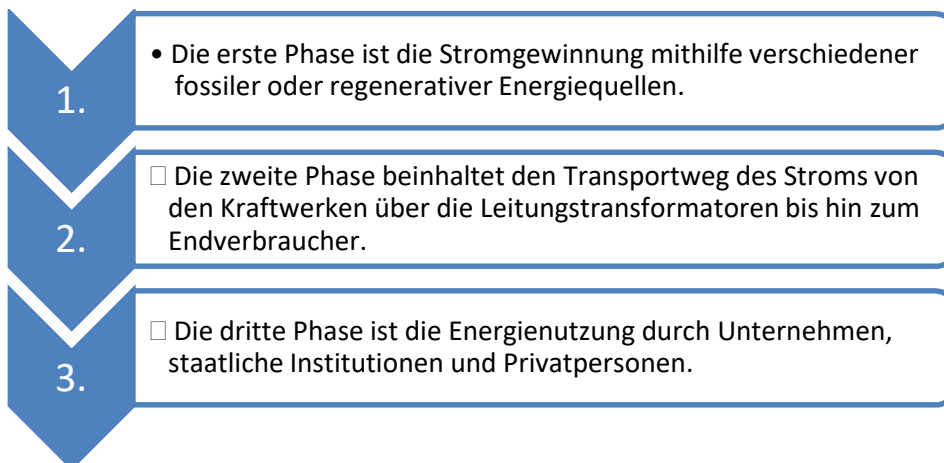 1.
• Die erste Phase ist die Stromgewinnung mithilfe verschiedener
fossiler oder regenerativer Energiequellen.
2.
□ Die zweite Phase beinhaltet den Transportweg des Stroms von
den Kraftwerken über die Leitungstransformatoren bis hin zum
Endverbraucher.
3.
□ Die dritte Phase ist die Energienutzung durch Unternehmen,
staatliche Institutionen und Privatpersonen.